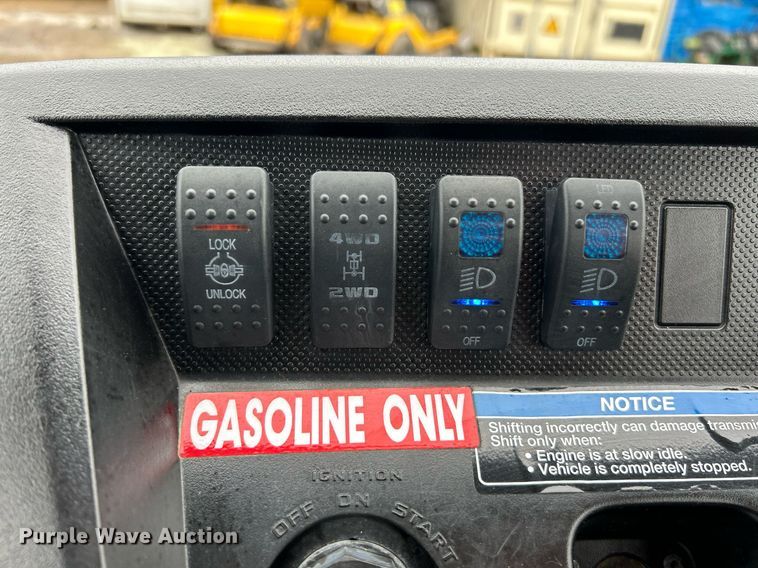 LOCK
UNLOCK
4WD
2WD
OFF
LED
OFF
GASOLINE ONLY
NOTICE
Shifting incorrectly can damage transmi
Shift only when:
• Engine is at slow idle.
• Vehicle is completely stopped.
IGNITION
OFF ON START
Purple Wave Auction